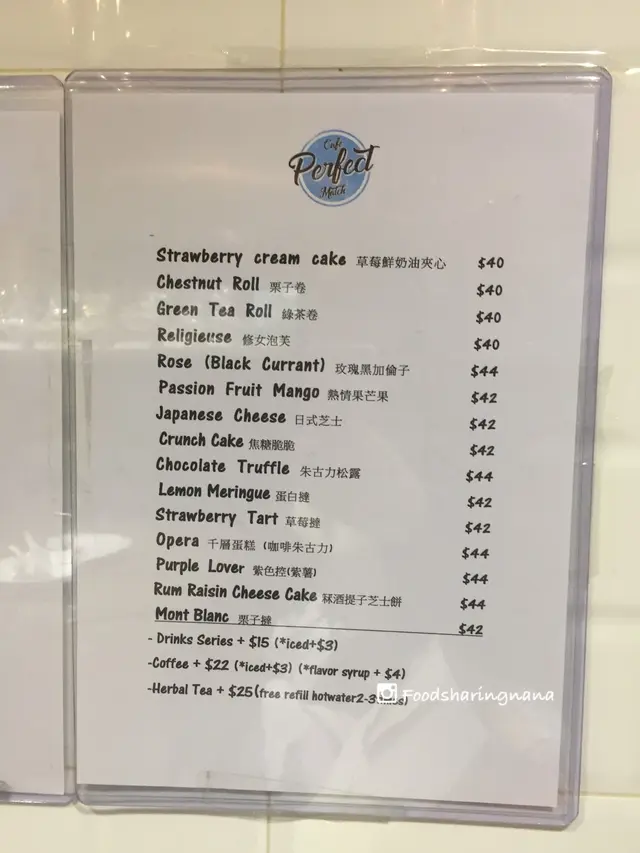 Cafe
Perfect
Match
Strawberry cream cake 草莓鮮奶油夾心 $40
Chestnut Roll 栗子卷 $40
Green Tea Roll 綠茶卷 $40
Religieuse 修女泡芙 $40
Rose (Black Currant) 玫瑰黑加倫子 $44
Passion Fruit Mango 熱情果芒果 $42
Japanese Cheese 日式芝士 $42
Crunch Cake 焦糖脆脆 $42
Chocolate Truffle 朱古力松露 $44
Lemon Meringue 蛋白撻 $42
Strawberry Tart 草莓撻 $42
Opera 千層蛋糕 (咖啡朱古力) $44
Purple Lover 紫色控(紫薯) $44
Rum Raisin Cheese Cake 冧酒提子芝士餅 $44
Mont Blanc 栗子撻 $42
- Drinks Series + $15 (*iced+$3)
-Coffee + $22 (*iced+$3) (*flavor syrup + $4)
-Herbal Tea + $25(free refill hotwater2-3
Foodsharingnana